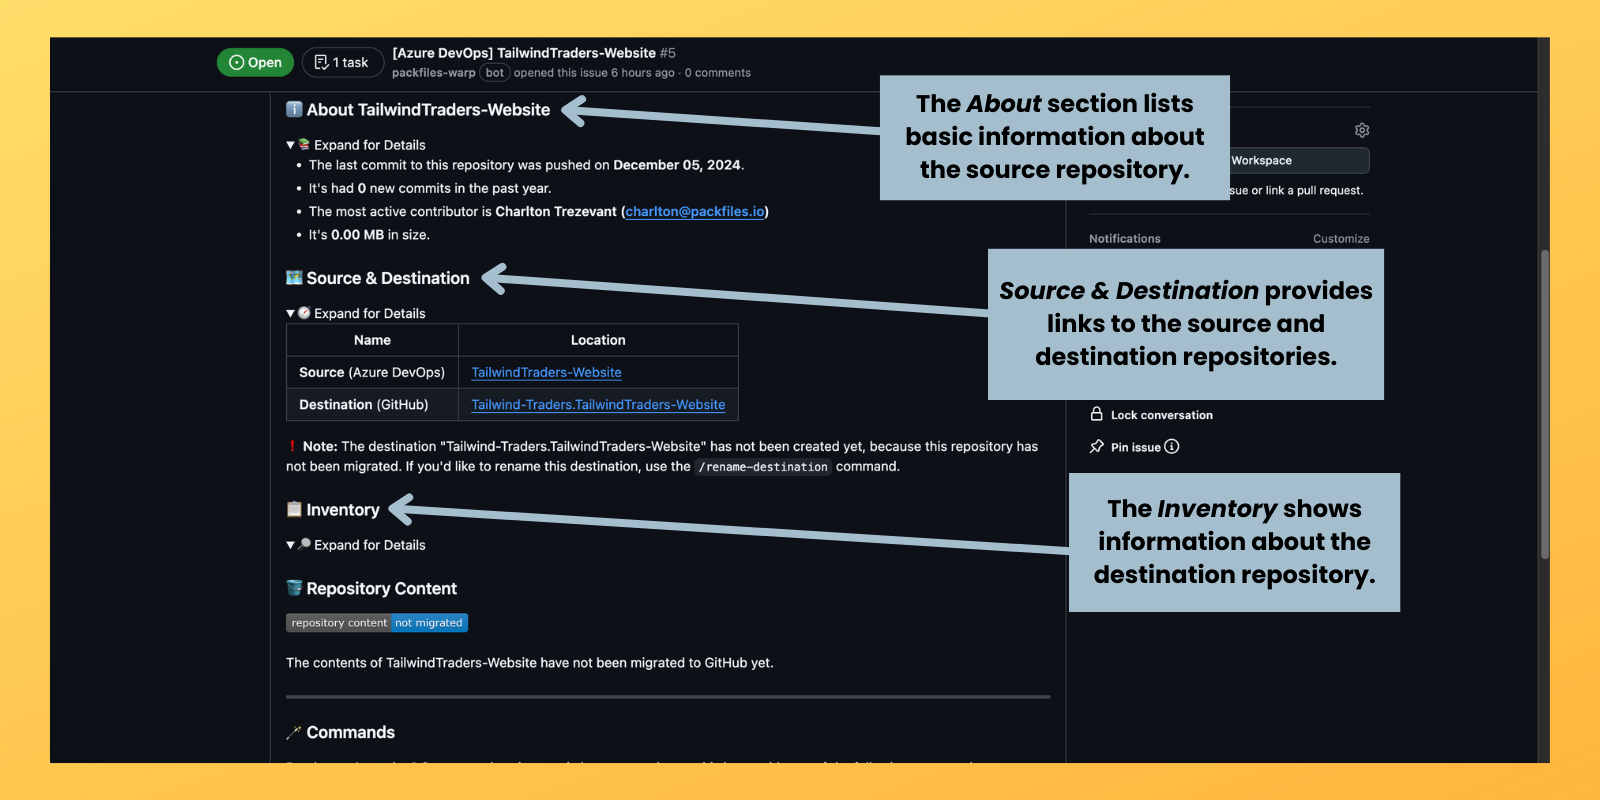 Open
1 task
[Azure DevOps] TailwindTraders-Website #5
packfiles-warp bot opened this issue 6 hours ago · 0 comments
About TailwindTraders-Website
The About section lists
basic information about
the source repository.
Expand for Details
• The last commit to this repository was pushed on December 05, 2024.
• It's had 0 new commits in the past year.
• The most active contributor is Charlton Trezevant (charlton@packfiles.io)
• It's 0.00 MB in size.
Workspace
or link a pull request.
Notifications Customize
Source & Destination
Source & Destination provides
links to the source and
destination repositories.
Expand for Details
Name Location
Source (Azure DevOps) TailwindTraders-Website
Destination (GitHub) Tailwind-Traders.TailwindTraders-Website
Lock conversation
Pin issue
❗ Note: The destination "Tailwind-Traders.TailwindTraders-Website" has not been created yet, because this repository has
not been migrated. If you'd like to rename this destination, use the /rename-destination command.
Inventory
The Inventory shows
information about the
destination repository.
Expand for Details
Repository Content
repository content not migrated
The contents of TailwindTraders-Website have not been migrated to GitHub yet.
Commands